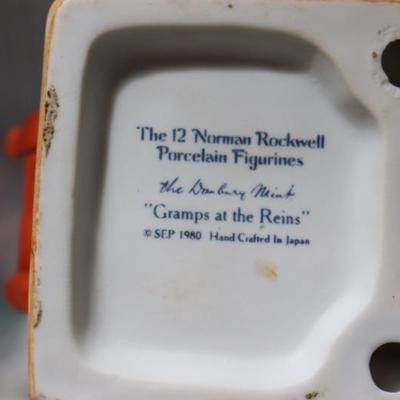 The 12 Norman Rockwell
Porcelain Figurines
the Danbury Mint
"Gramps at the Reins"
© SEP 1980 Hand Crafted In Japan